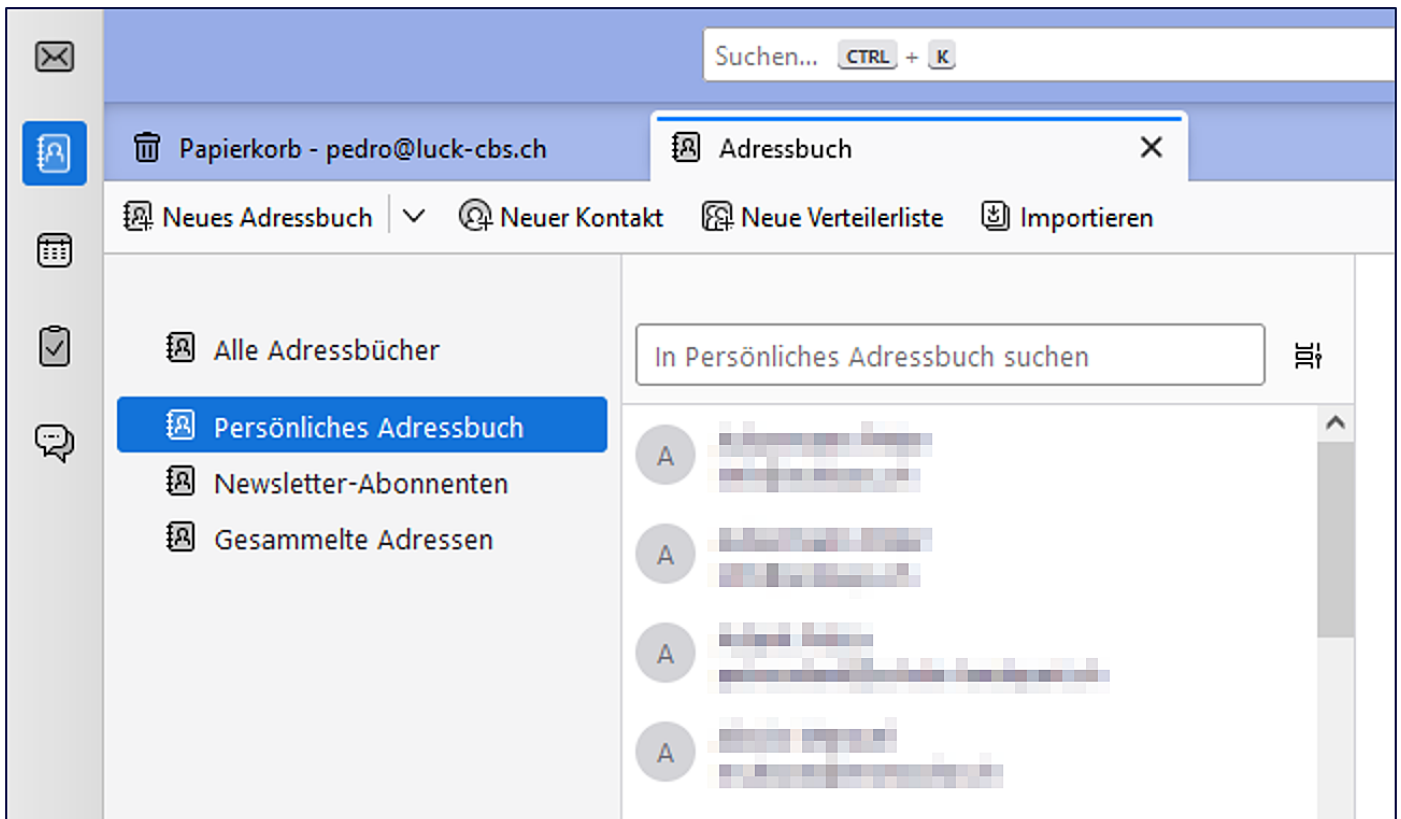 Suchen... CTRL + K
Papierkorb - pedro@luck-cbs.ch
Adressbuch
Neues Adressbuch
Neuer Kontakt
Neue Verteilerliste
Importieren
Alle Adressbücher
Persönliches Adressbuch
Newsletter-Abonnenten
Gesammelte Adressen
In Persönliches Adressbuch suchen
A
A
A
A